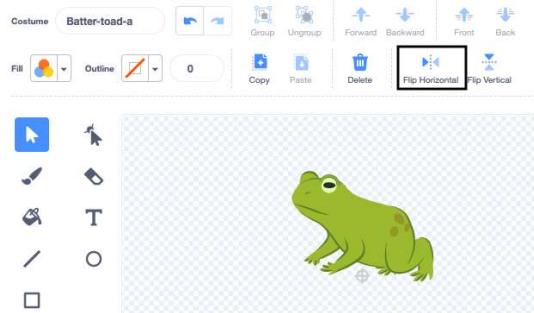 Costume Batter-toad-a
Group Ungroup Forward Backward Front Back
Fill Outline 0
Copy Paste Delete Flip Horizontal Flip Vertical
T